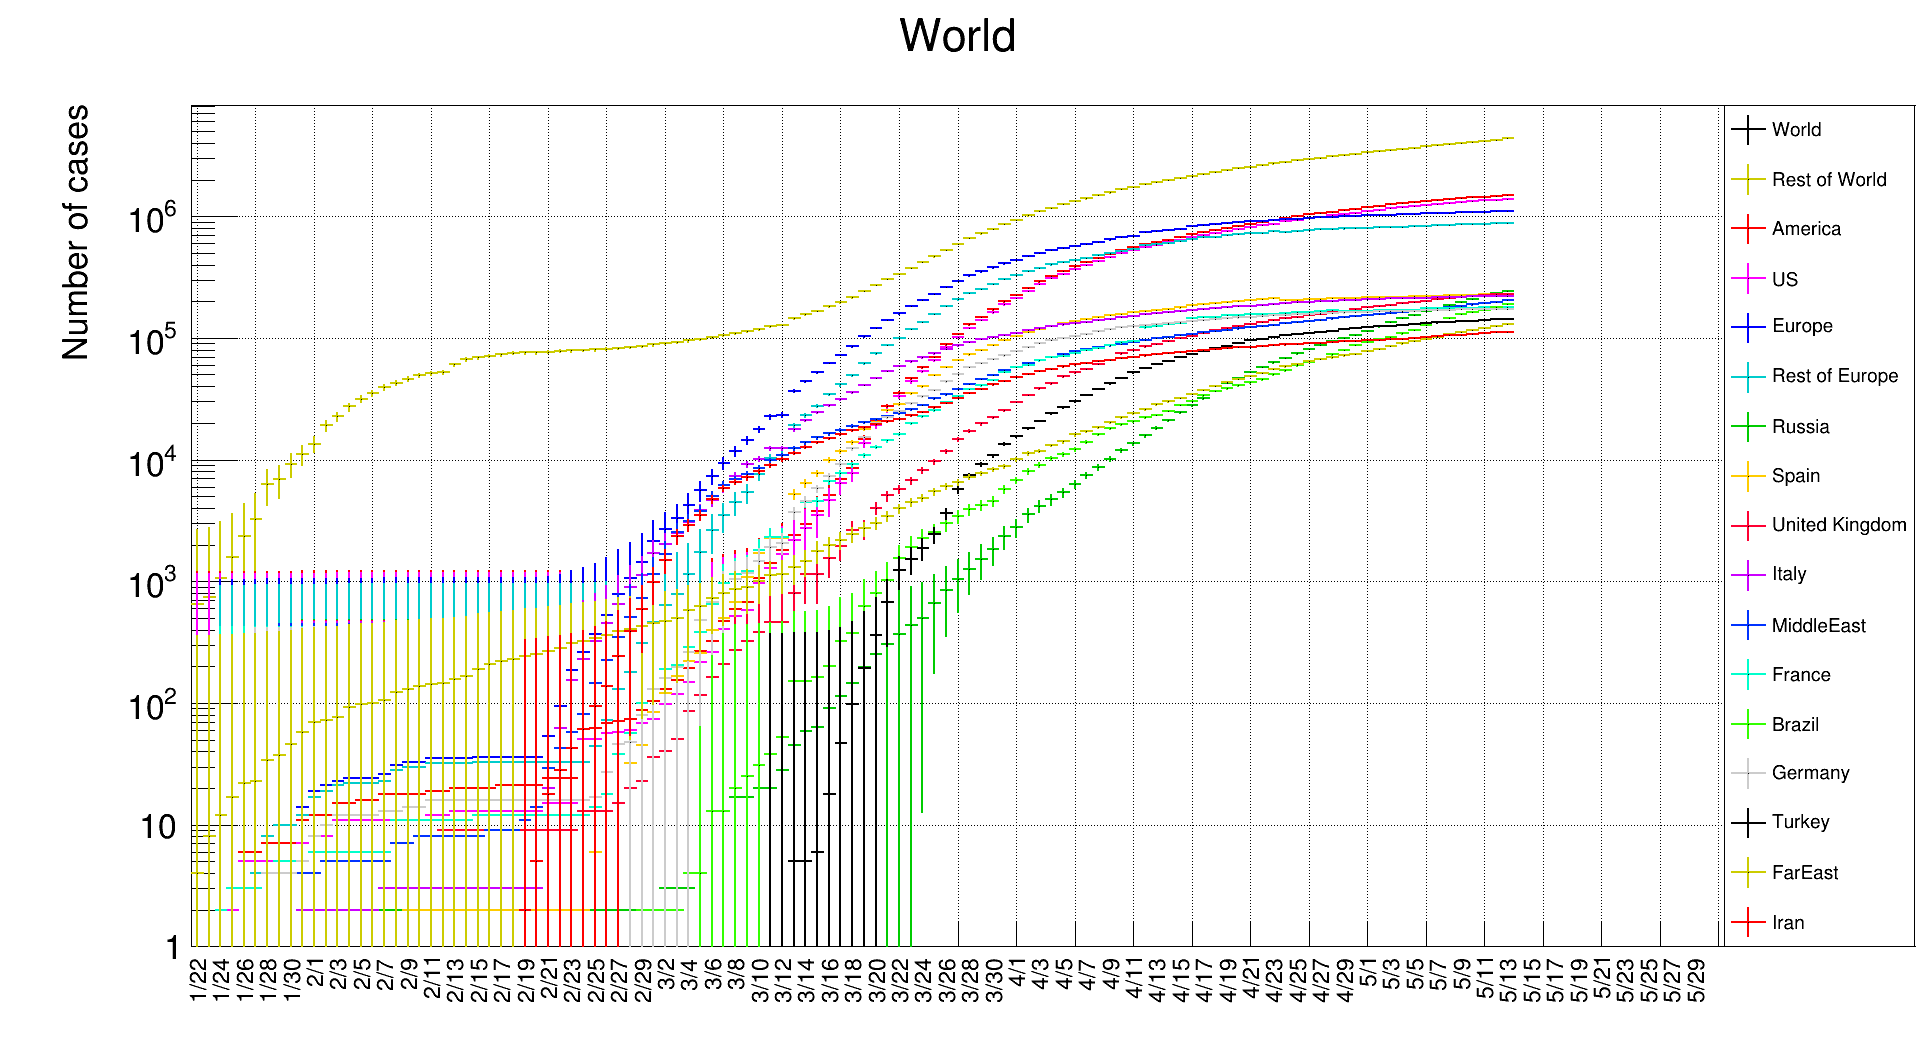 World
Number of cases
10^6
10^5
10^4
10^3
10^2
10
1
1/22 1/24 1/26 1/28 1/30 2/1 2/3 2/5 2/7 2/9 2/11 2/13 2/15 2/17 2/19 2/21 2/23 2/25 2/27 2/29 3/2 3/4 3/6 3/8 3/10 3/12 3/14 3/16 3/18 3/20 3/22 3/24 3/26 3/28 3/30 4/1 4/3 4/5 4/7 4/9 4/11 4/13 4/15 4/17 4/19 4/21 4/23 4/25 4/27 4/29 5/1 5/3 5/5 5/7 5/9 5/11 5/13 5/15 5/17 5/19 5/21 5/23 5/25 5/27 5/29
World
Rest of World
America
US
Europe
Rest of Europe
Russia
Spain
United Kingdom
Italy
MiddleEast
France
Brazil
Germany
Turkey
FarEast
Iran